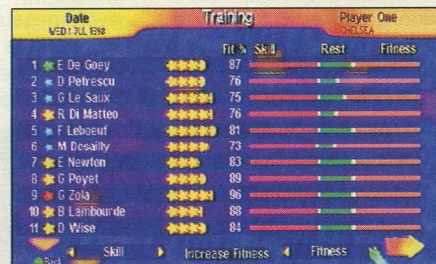 Date Training Player One
WED 1 JUL 1998 CHELSEA
Fit % Skill Rest Fitness
1 E De Goey 87
2 D Petrescu 76
3 G Le Saux 75
4 R Di Matteo 76
5 F Leboeuf 81
6 M Desailly 73
7 E Newton 83
8 G Poyet 89
9 G Zola 96
10 B Lambourde 88
11 D Wise 84
Skill Increase Fitness Fitness
Back